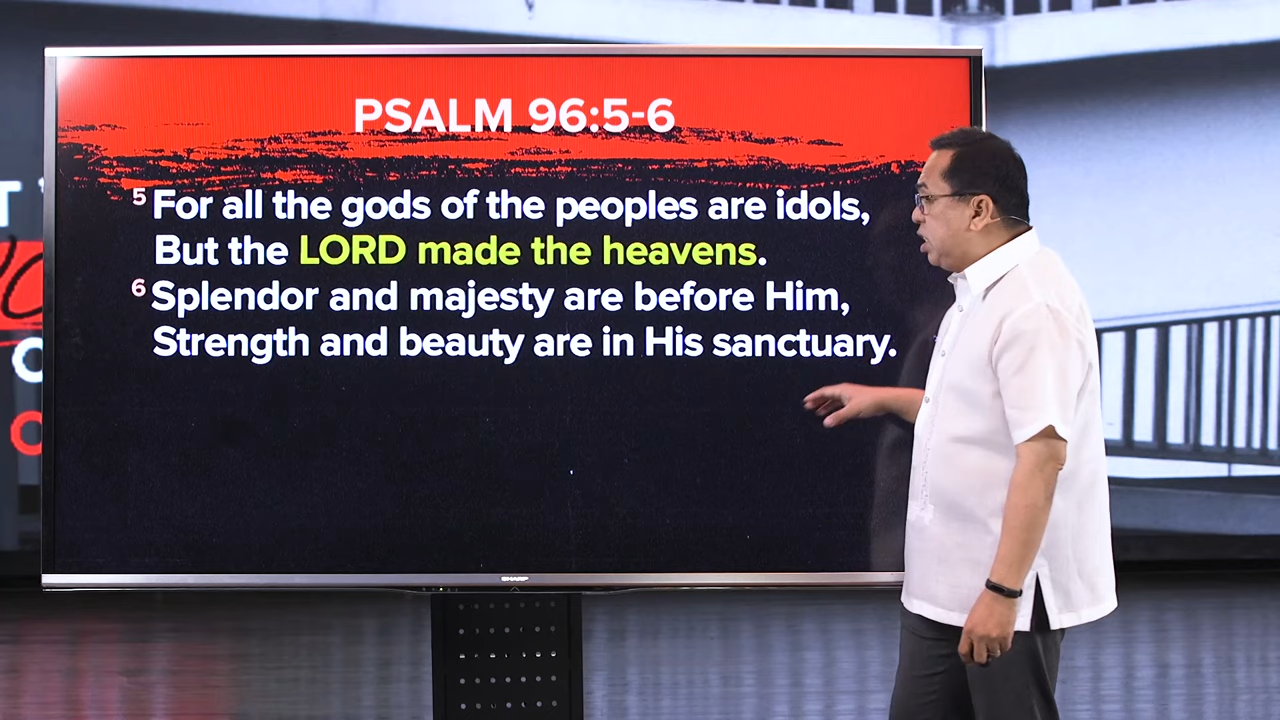 PSALM 96:5-6
5 For all the gods of the peoples are idols,
But the LORD made the heavens.
6 Splendor and majesty are before Him,
Strength and beauty are in His sanctuary.
SHARP